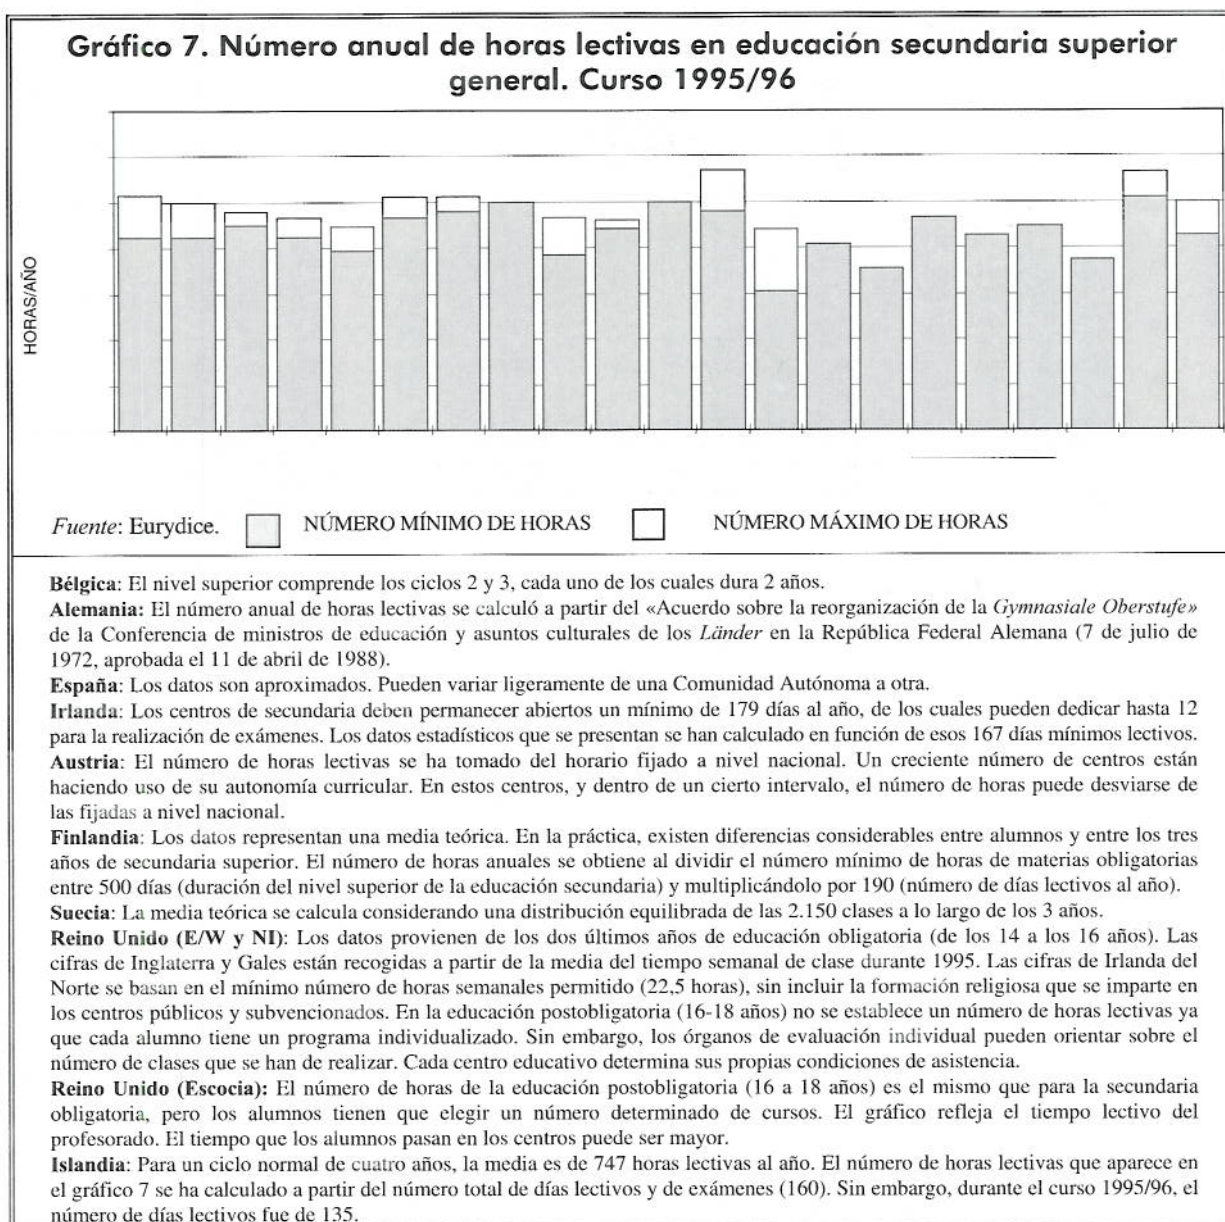 Gráfico 7. Número anual de horas lectivas en educación secundaria superior
general. Curso 1995/96
HORAS/AÑO
Fuente: Eurydice. NÚMERO MÍNIMO DE HORAS NÚMERO MÁXIMO DE HORAS
Bélgica: El nivel superior comprende los ciclos 2 y 3, cada uno de los cuales dura 2 años.
Alemania: El número anual de horas lectivas se calculó a partir del «Acuerdo sobre la reorganización de la Gymnasiale Oberstufe»
de la Conferencia de ministros de educación y asuntos culturales de los Länder en la República Federal Alemana (7 de julio de
1972, aprobada el 11 de abril de 1988).
España: Los datos son aproximados. Pueden variar ligeramente de una Comunidad Autónoma a otra.
Irlanda: Los centros de secundaria deben permanecer abiertos un mínimo de 179 días al año, de los cuales pueden dedicar hasta 12
para la realización de exámenes. Los datos estadísticos que se presentan se han calculado en función de esos 167 días mínimos lectivos.
Austria: El número de horas lectivas se ha tomado del horario fijado a nivel nacional. Un creciente número de centros están
haciendo uso de su autonomía curricular. En estos centros, y dentro de un cierto intervalo, el número de horas puede desviarse de
las fijadas a nivel nacional.
Finlandia: Los datos representan una media teórica. En la práctica, existen diferencias considerables entre alumnos y entre los tres
años de secundaria superior. El número de horas anuales se obtiene al dividir el número mínimo de horas de materias obligatorias
entre 500 días (duración del nivel superior de la educación secundaria) y multiplicándolo por 190 (número de días lectivos al año).
Suecia: La media teórica se calcula considerando una distribución equilibrada de las 2.150 clases a lo largo de los 3 años.
Reino Unido (E/W y NI): Los datos provienen de los dos últimos años de educación obligatoria (de los 14 a los 16 años). Las
cifras de Inglaterra y Gales están recogidas a partir de la media del tiempo semanal de clase durante 1995. Las cifras de Irlanda del
Norte se basan en el mínimo número de horas semanales permitido (22,5 horas), sin incluir la formación religiosa que se imparte en
los centros públicos y subvencionados. En la educación postobligatoria (16-18 años) no se establece un número de horas lectivas ya
que cada alumno tiene un programa individualizado. Sin embargo, los órganos de evaluación individual pueden orientar sobre el
número de clases que se han de realizar. Cada centro educativo determina sus propias condiciones de asistencia.
Reino Unido (Escocia): El número de horas de la educación postobligatoria (16 a 18 años) es el mismo que para la secundaria
obligatoria, pero los alumnos tienen que elegir un número determinado de cursos. El gráfico refleja el tiempo lectivo del
profesorado. El tiempo que los alumnos pasan en los centros puede ser mayor.
Islandia: Para un ciclo normal de cuatro años, la media es de 747 horas lectivas al año. El número de horas lectivas que aparece en
el gráfico 7 se ha calculado a partir del número total de días lectivos y de exámenes (160). Sin embargo, durante el curso 1995/96, el
número de días lectivos fue de 135.